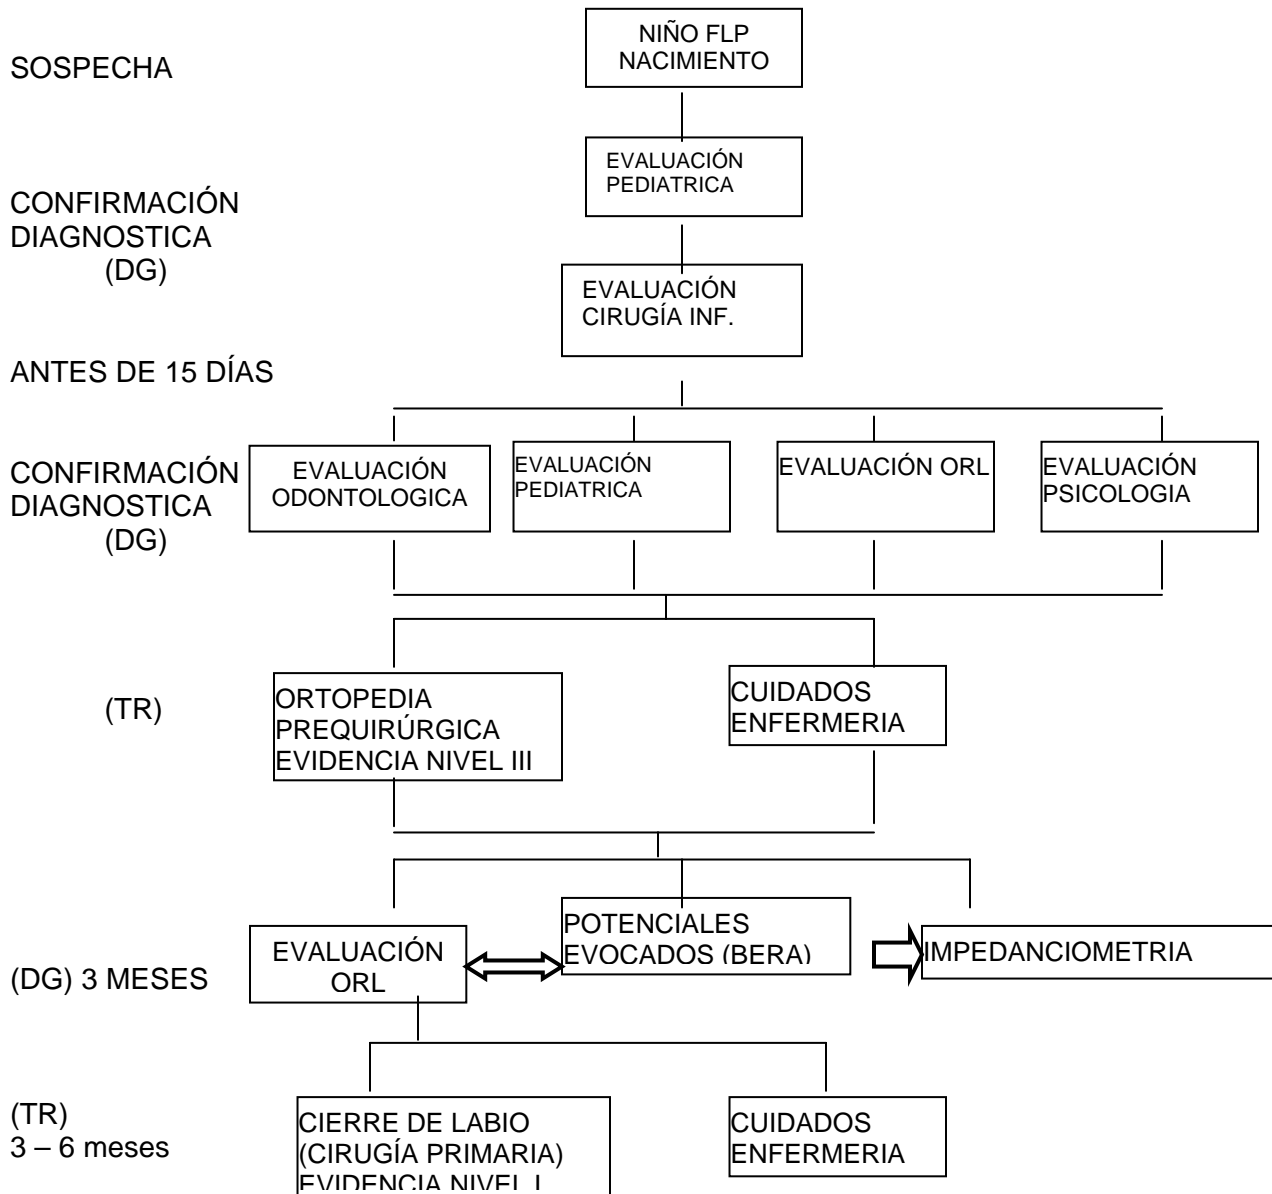 NIÑO FLP
NACIMIENTO
SOSPECHA
EVALUACIÓN
PEDIATRICA
CONFIRMACIÓN
DIAGNOSTICA
(DG)
EVALUACIÓN
CIRUGÍA INF.
ANTES DE 15 DÍAS
CONFIRMACIÓN
DIAGNOSTICA
(DG)
EVALUACIÓN
ODONTOLOGICA
EVALUACIÓN
PEDIATRICA
EVALUACIÓN ORL
EVALUACIÓN
PSICOLOGIA
(TR)
ORTOPEDIA
PREQUIRÚRGICA
EVIDENCIA NIVEL III
CUIDADOS
ENFERMERIA
(DG) 3 MESES
EVALUACIÓN
ORL
POTENCIALES
EVOCADOS (BERA)
IMPEDANCIOMETRIA
(TR)
3 – 6 meses
CIERRE DE LABIO
(CIRUGÍA PRIMARIA)
EVIDENCIA NIVEL I
CUIDADOS
ENFERMERIA